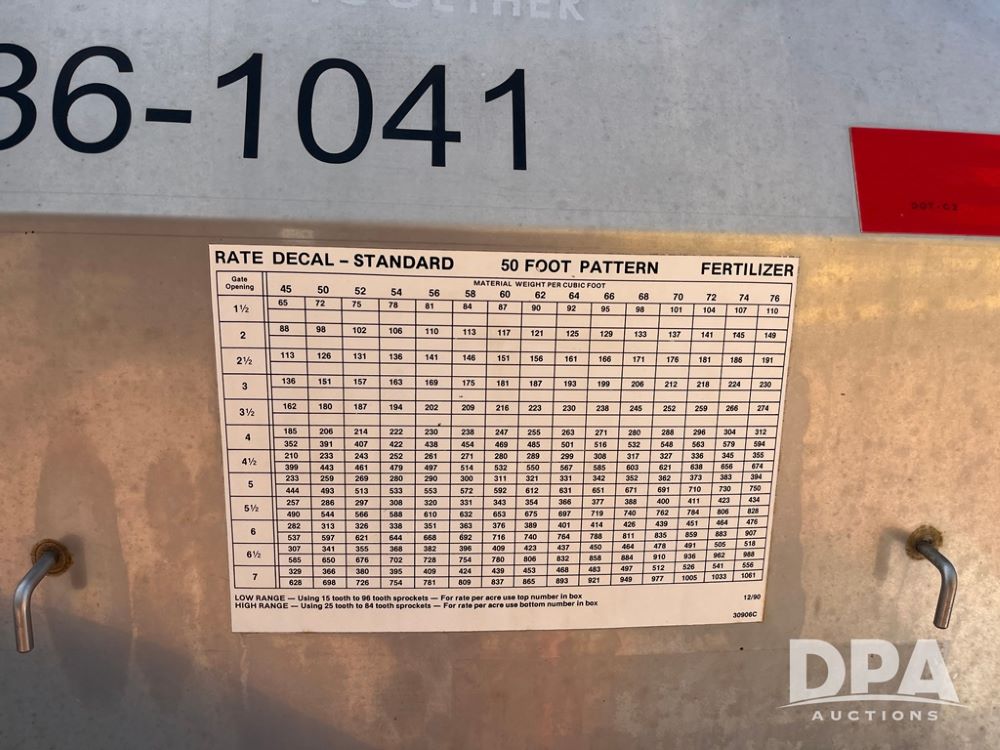 TOGETHER
36-1041
DOT-C2
RATE DECAL – STANDARD 50 FOOT PATTERN FERTILIZER
Gate Opening MATERIAL WEIGHT PER CUBIC FOOT
45 50 52 54 56 58 60 62 64 66 68 70 72 74 76
1½ 65 72 75 78 81 84 87 90 92 95 98 101 104 107 110
2 88 98 102 106 110 113 117 121 125 129 133 137 141 145 149
2½ 113 126 131 136 141 146 151 156 161 166 171 176 181 186 191
3 136 151 157 163 169 175 181 187 193 199 206 212 218 224 230
3½ 162 180 187 194 202 209 216 223 230 238 245 252 259 266 274
4 185 206 214 222 230 238 247 255 263 271 280 288 296 304 312
352 391 407 422 438 454 469 485 501 516 532 548 563 579 594
4½ 210 233 243 252 261 271 280 289 299 308 317 327 336 345 355
399 443 461 479 497 514 532 550 567 585 603 621 638 656 674
5 233 259 269 280 290 300 311 321 331 342 352 362 373 383 394
444 493 513 533 553 572 592 612 631 651 671 691 710 730 750
5½ 257 286 297 308 320 331 343 354 366 377 388 400 411 423 434
490 544 566 588 610 632 653 675 697 719 740 762 784 806 828
6 282 313 326 338 351 363 376 389 401 414 426 439 451 464 476
537 597 621 644 668 692 716 740 764 788 811 835 859 883 907
6½ 307 341 355 368 382 396 409 423 437 450 464 478 491 505 518
585 650 676 702 728 754 780 806 832 858 884 910 936 962 988
7 329 366 380 395 409 424 439 453 468 483 497 512 526 541 556
628 698 726 754 781 809 837 865 893 921 949 977 1005 1033 1061
LOW RANGE — Using 15 tooth to 96 tooth sprockets — For rate per acre use top number in box 12/90
HIGH RANGE — Using 25 tooth to 84 tooth sprockets — For rate per acre use bottom number in box
30906C
DPA
AUCTIONS